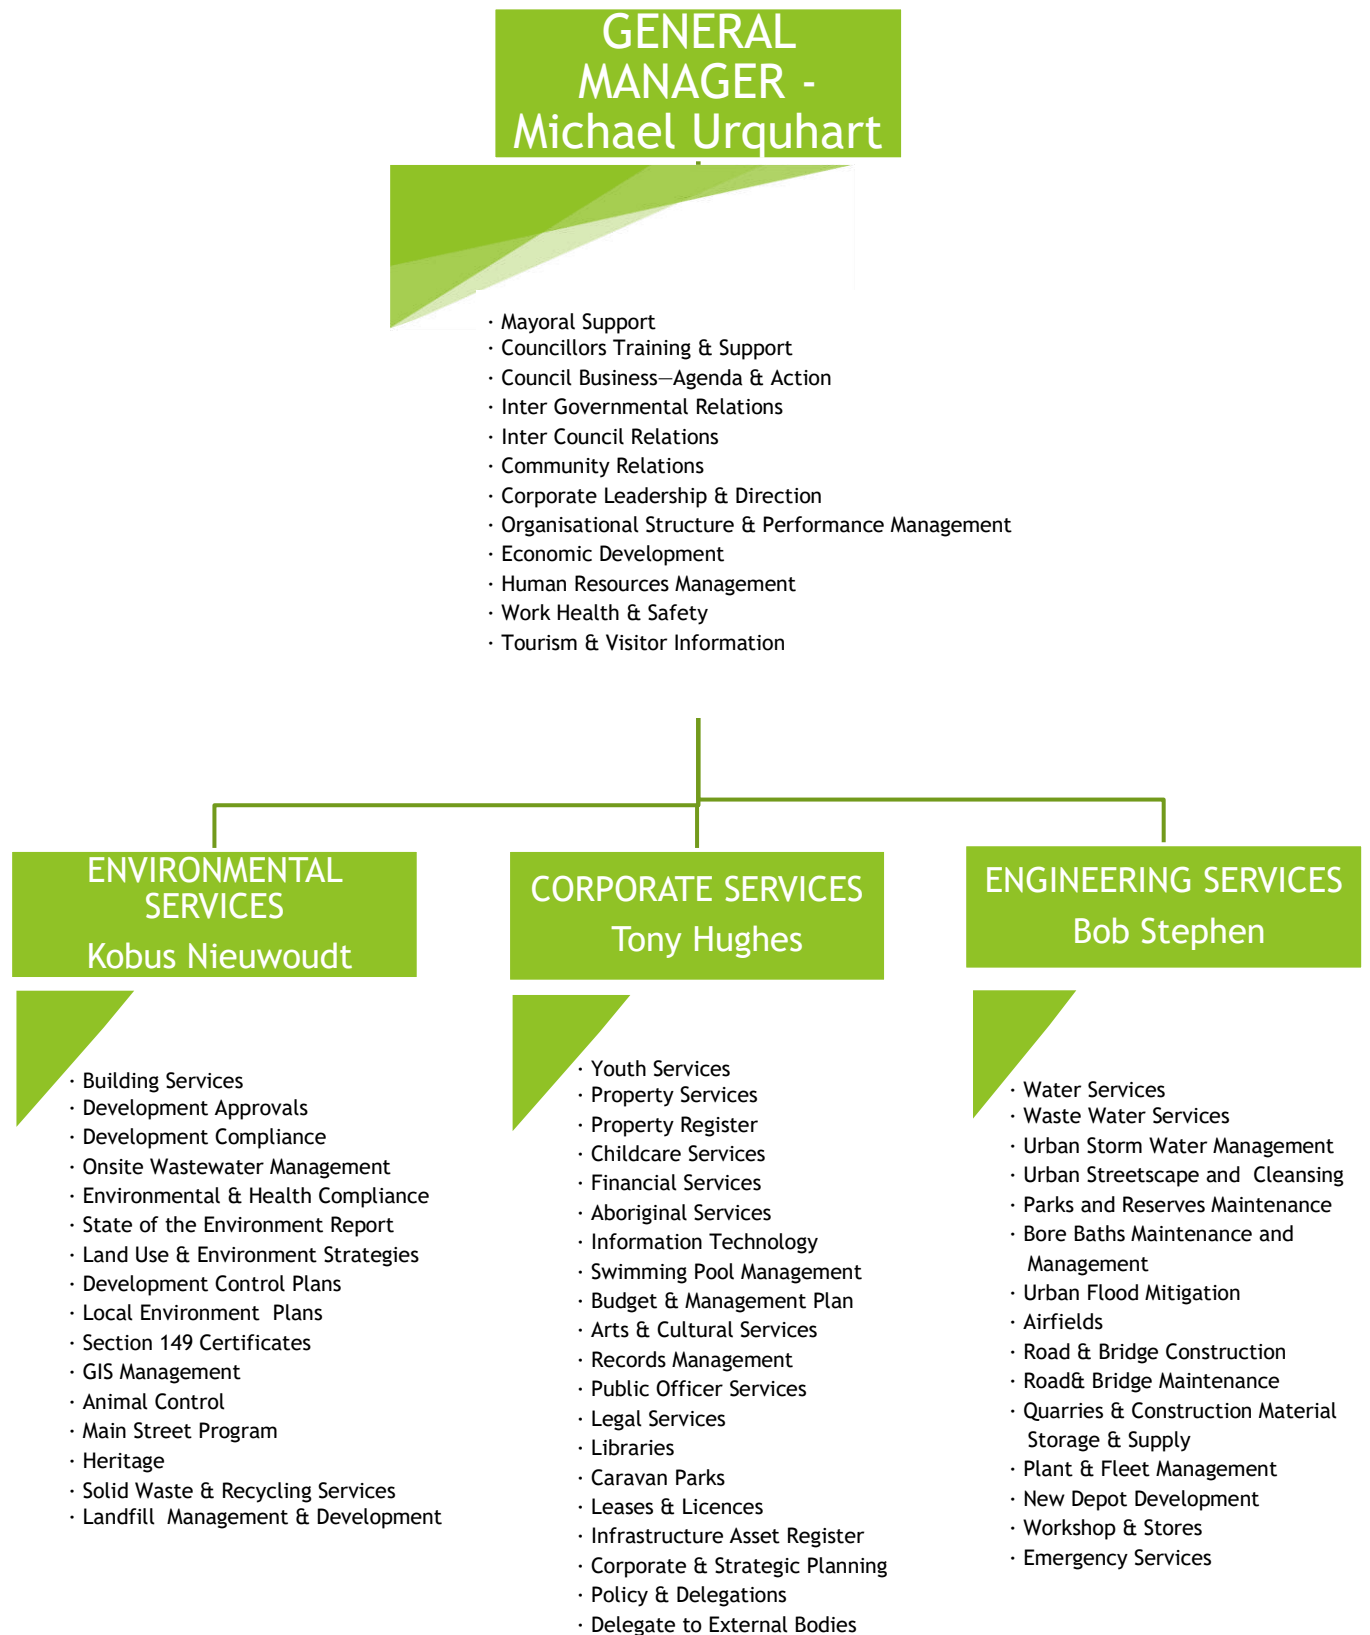 GENERAL
MANAGER -
Michael Urquhart
· Mayoral Support
· Councillors Training & Support
· Council Business—Agenda & Action
· Inter Governmental Relations
· Inter Council Relations
· Community Relations
· Corporate Leadership & Direction
· Organisational Structure & Performance Management
· Economic Development
· Human Resources Management
· Work Health & Safety
· Tourism & Visitor Information
ENVIRONMENTAL
SERVICES
Kobus Nieuwoudt
· Building Services
· Development Approvals
· Development Compliance
· Onsite Wastewater Management
· Environmental & Health Compliance
· State of the Environment Report
· Land Use & Environment Strategies
· Development Control Plans
· Local Environment  Plans
· Section 149 Certificates
· GIS Management
· Animal Control
· Main Street Program
· Heritage
· Solid Waste & Recycling Services
· Landfill  Management & Development
CORPORATE SERVICES
Tony Hughes
· Youth Services
· Property Services
· Property Register
· Childcare Services
· Financial Services
· Aboriginal Services
· Information Technology
· Swimming Pool Management
· Budget & Management Plan
· Arts & Cultural Services
· Records Management
· Public Officer Services
· Legal Services
· Libraries
· Caravan Parks
· Leases & Licences
· Infrastructure Asset Register
· Corporate & Strategic Planning
· Policy & Delegations
· Delegate to External Bodies
ENGINEERING SERVICES
Bob Stephen
· Water Services
· Waste Water Services
· Urban Storm Water Management
· Urban Streetscape and  Cleansing
· Parks and Reserves Maintenance
· Bore Baths Maintenance and
Management
· Urban Flood Mitigation
· Airfields
· Road & Bridge Construction
· Road& Bridge Maintenance
· Quarries & Construction Material
Storage & Supply
· Plant & Fleet Management
· New Depot Development
· Workshop & Stores
· Emergency Services